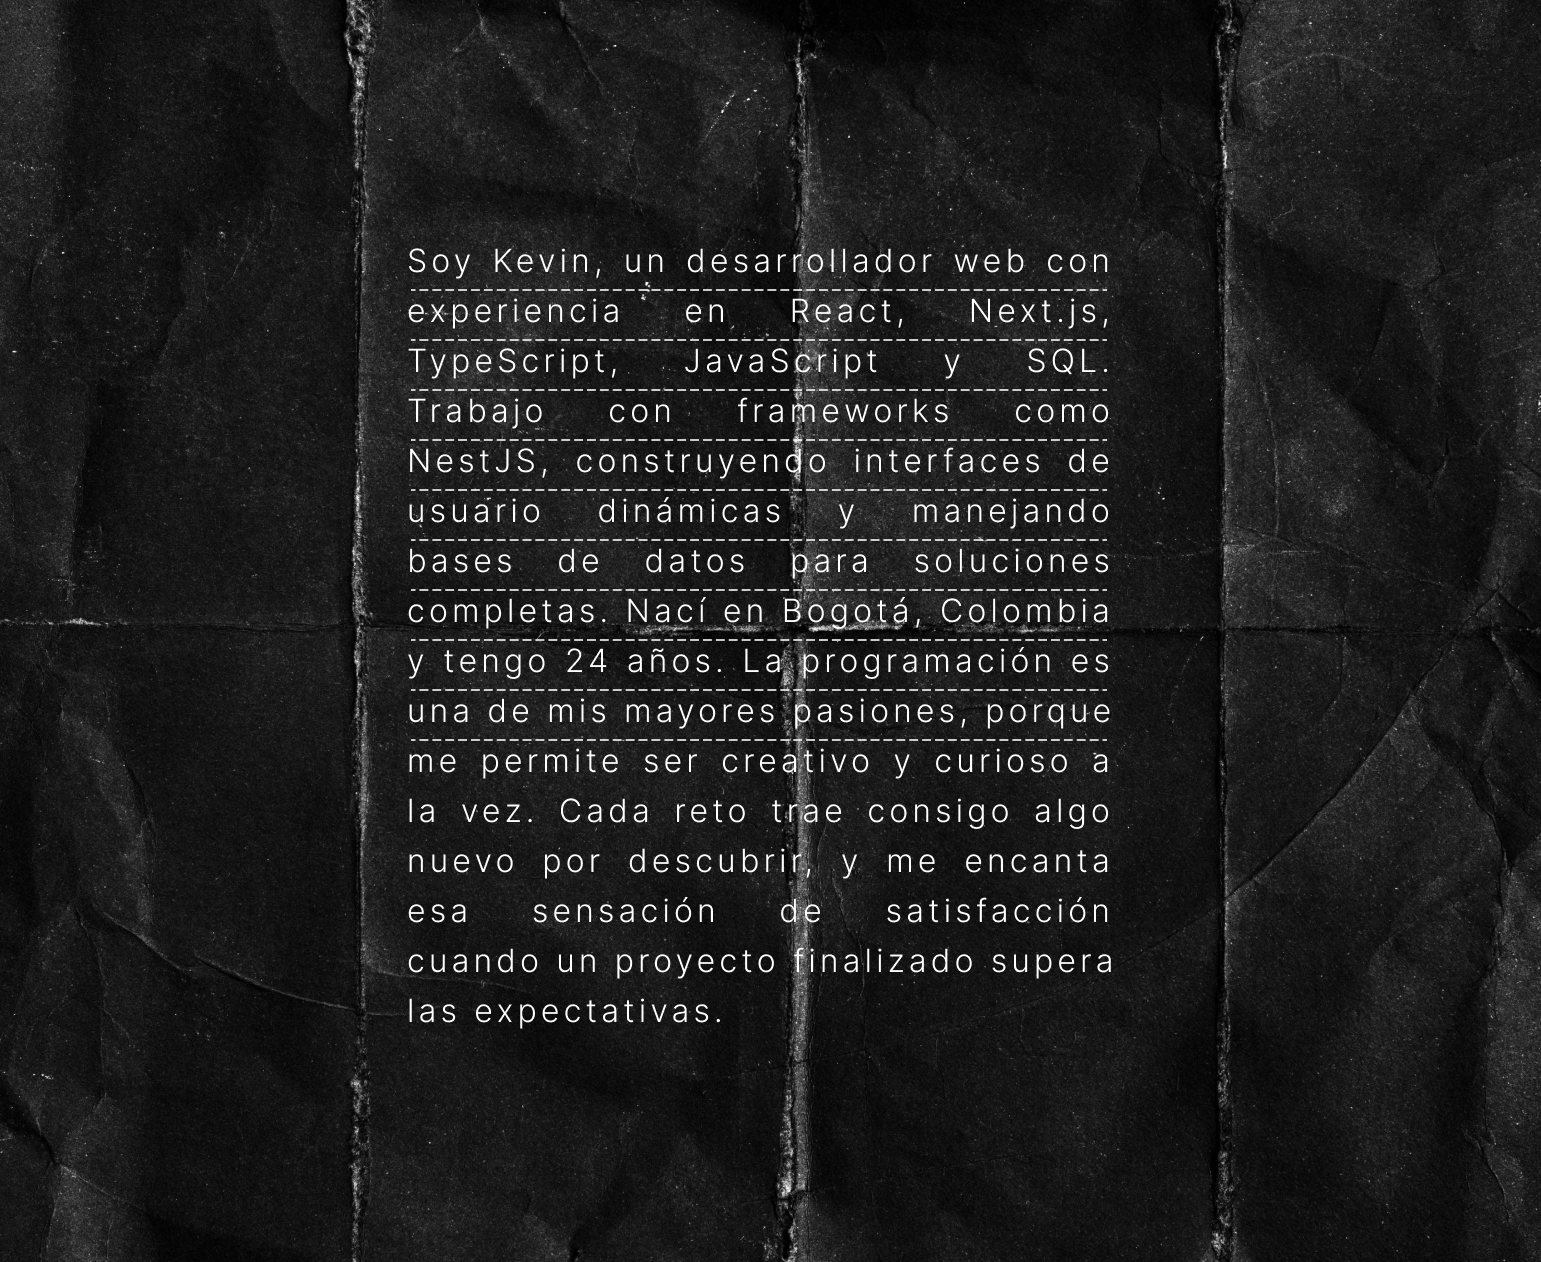 Soy Kevin, un desarrollador web con
experiencia en React, Next.js,
TypeScript, JavaScript y SQL.
Trabajo con frameworks como
NestJS, construyendo interfaces de
usuario dinámicas y manejando
bases de datos para soluciones
completas. Nací en Bogotá, Colombia
y tengo 24 años. La programación es
una de mis mayores pasiones, porque
me permite ser creativo y curioso a
la vez. Cada reto trae consigo algo
nuevo por descubrir, y me encanta
esa sensación de satisfacción
cuando un proyecto finalizado supera
las expectativas.